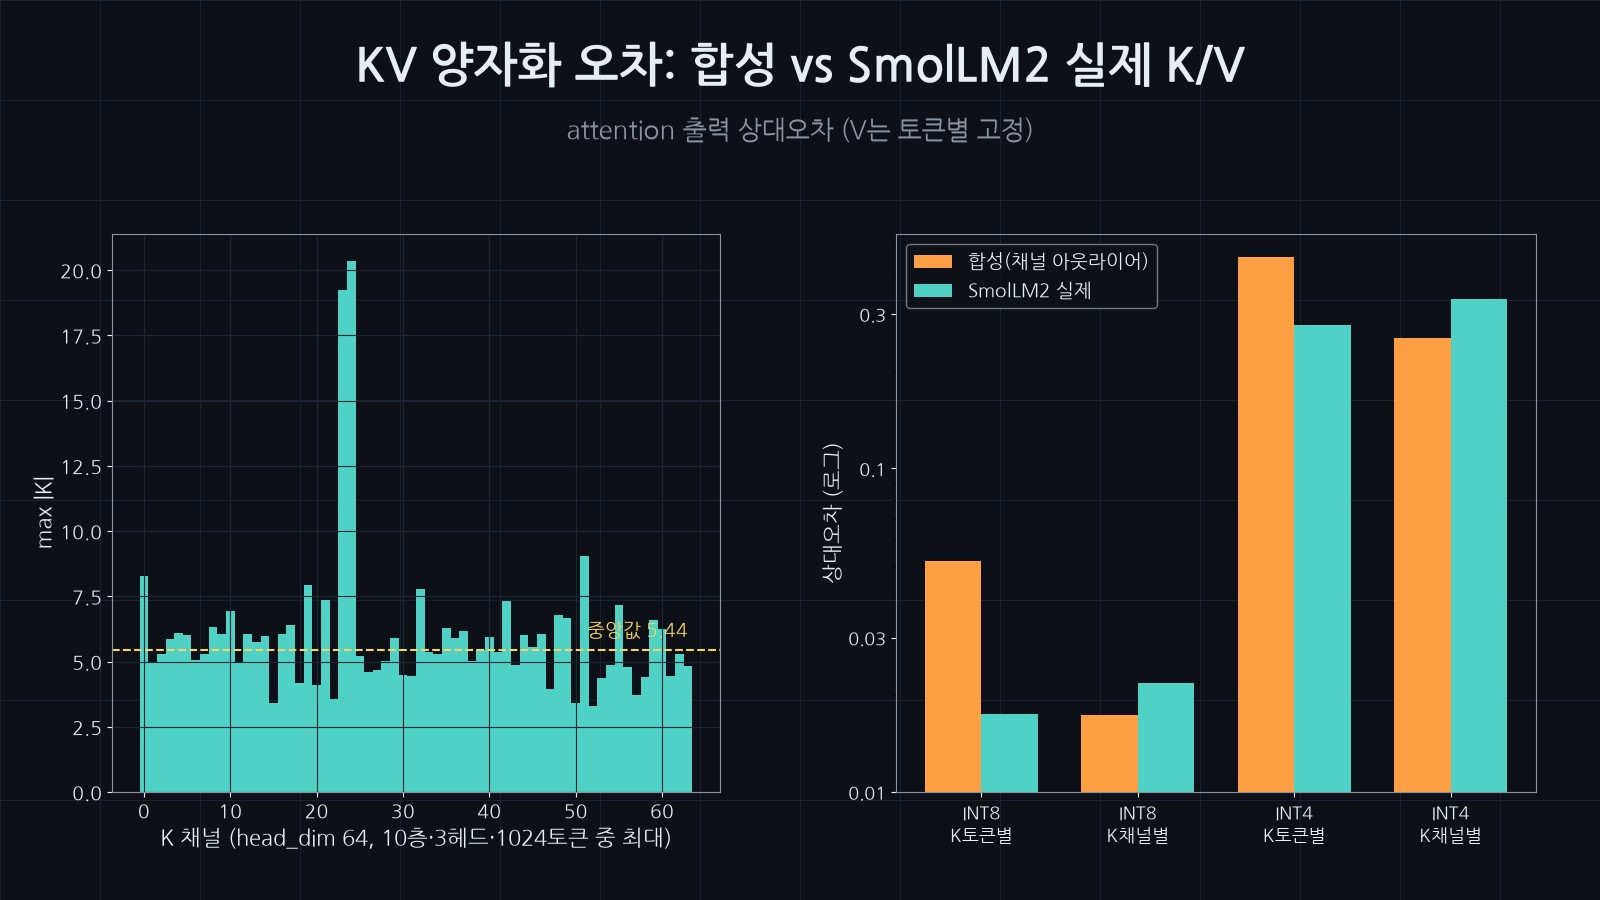 KV 양자화 오차: 합성 vs SmolLM2 실제 K/V
attention 출력 상대오차 (V는 토큰별 고정)
max |K|
20.0
17.5
15.0
12.5
10.0
7.5
5.0
2.5
0.0
중앙값 5.44
0 10 20 30 40 50 60
K 채널 (head_dim 64, 10층·3헤드·1024토큰 중 최대)
합성(채널 아웃라이어)
SmolLM2 실제
상대오차 (로그)
0.3
0.1
0.03
0.01
INT8 INT8 INT4 INT4
K토큰별 K채널별 K토큰별 K채널별